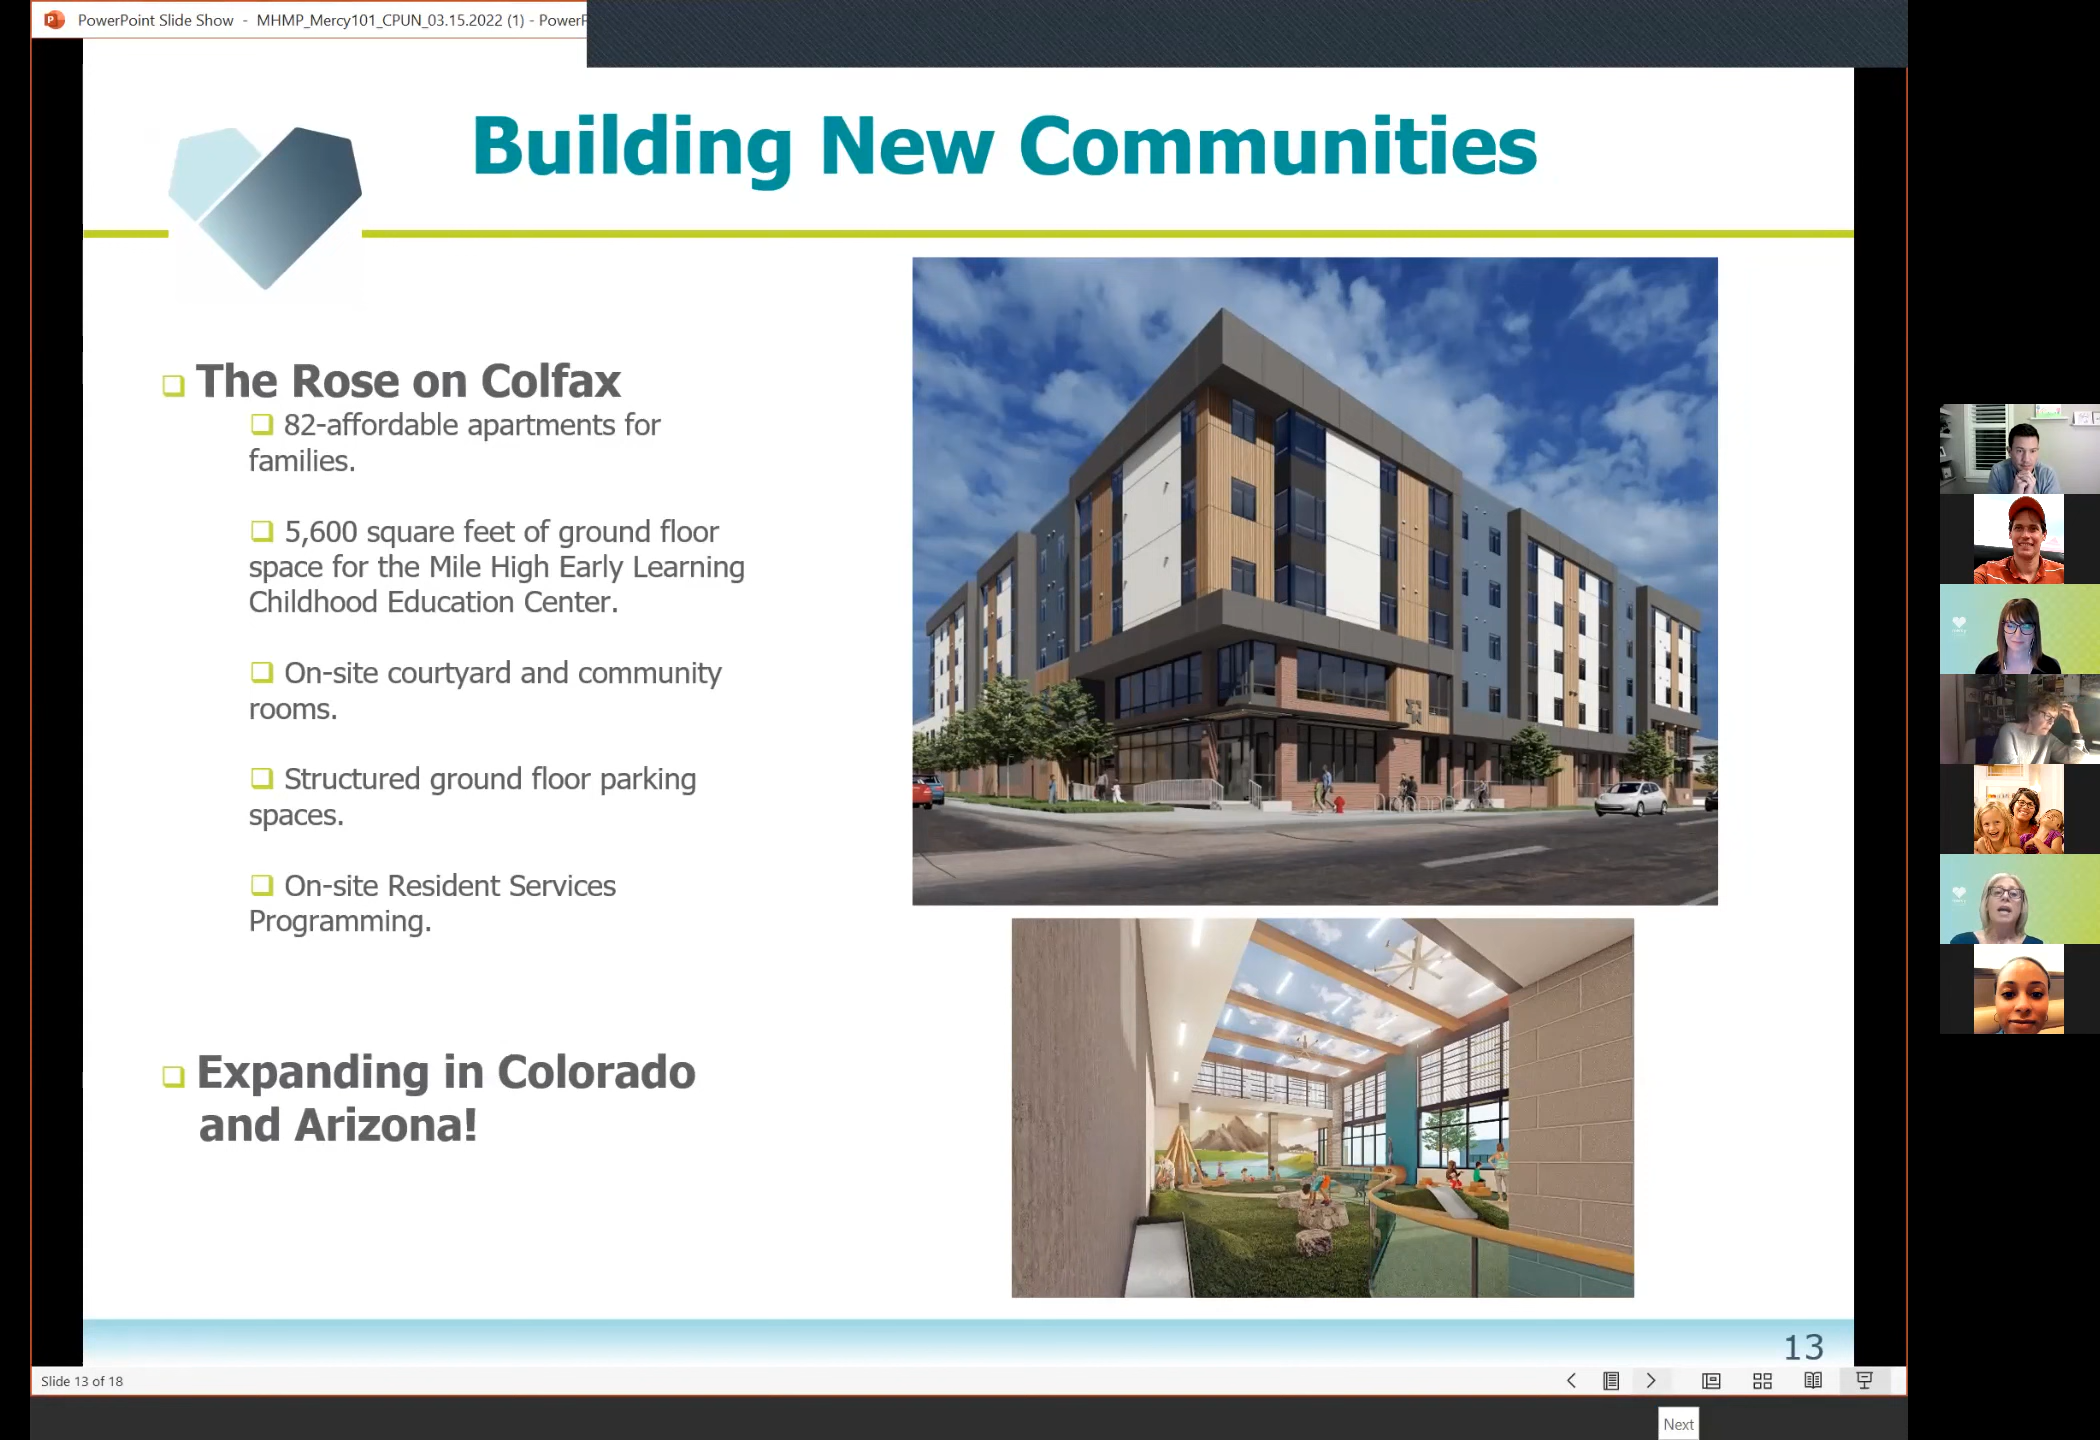 PowerPoint Slide Show - MHMP_Mercy101_CPUN_03.15.2022 (1) - PowerP
Building New Communities
The Rose on Colfax
82-affordable apartments for
families.
5,600 square feet of ground floor
space for the Mile High Early Learning
Childhood Education Center.
On-site courtyard and community
rooms.
Structured ground floor parking
spaces.
On-site Resident Services
Programming.
Expanding in Colorado
and Arizona!
13
Slide 13 of 18
Next